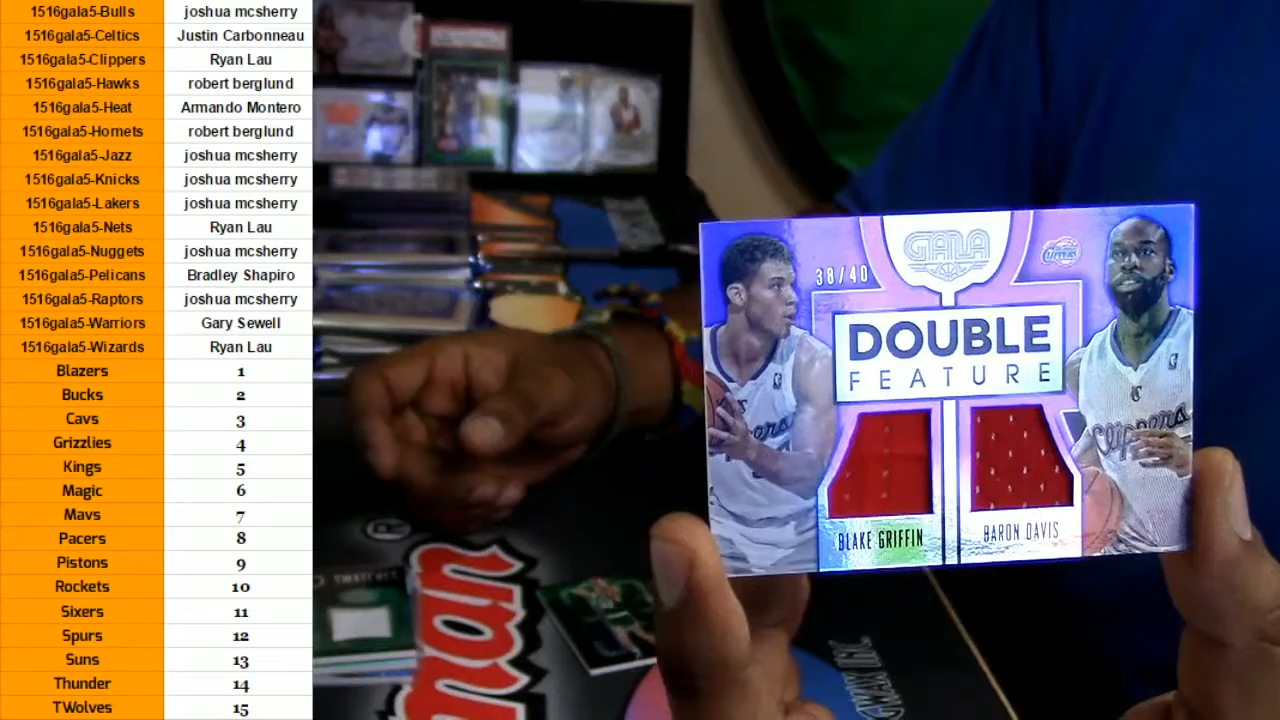 1516gala5-Bulls joshua mcsherry
1516gala5-Celtics Justin Carbonneau
1516gala5-Clippers Ryan Lau
1516gala5-Hawks robert berglund
1516gala5-Heat Armando Montero
1516gala5-Hornets robert berglund
1516gala5-Jazz joshua mcsherry
1516gala5-Knicks joshua mcsherry
1516gala5-Lakers joshua mcsherry
1516gala5-Nets Ryan Lau
1516gala5-Nuggets joshua mcsherry
1516gala5-Pelicans Bradley Shapiro
1516gala5-Raptors joshua mcsherry
1516gala5-Warriors Gary Sewell
1516gala5-Wizards Ryan Lau
Blazers 1
Bucks 2
Cavs 3
Grizzlies 4
Kings 5
Magic 6
Mavs 7
Pacers 8
Pistons 9
Rockets 10
Sixers 11
Spurs 12
Suns 13
Thunder 14
TWolves 15
GALA
38/40
DOUBLE
FEATURE
Clippers
BLAKE GRIFFIN
BARON DAVIS
SWATCHES